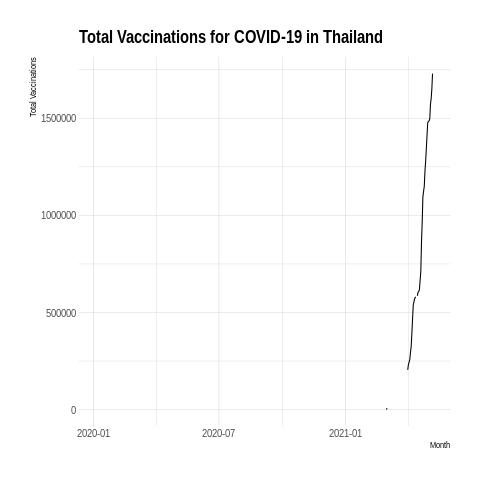 Total Vaccinations for COVID-19 in Thailand
Total Vaccinations
1500000
1000000
500000
0
2020-01 2020-07 2021-01
Month